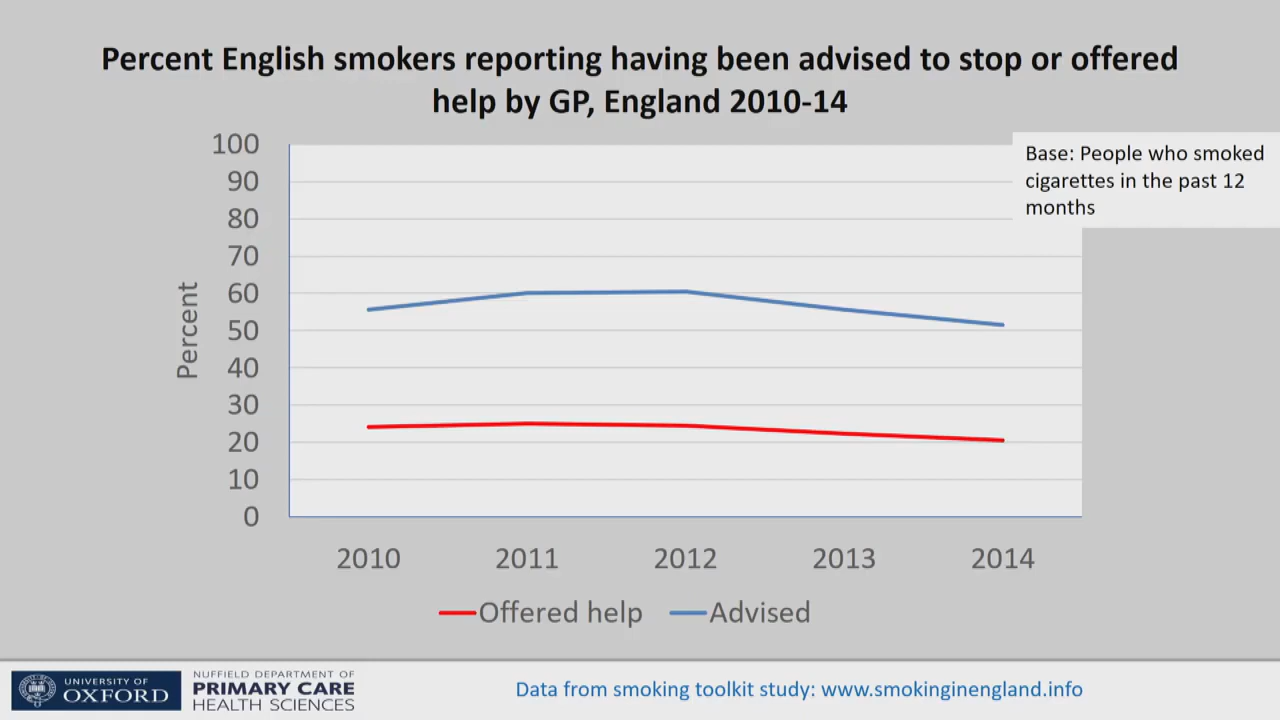 Percent English smokers reporting having been advised to stop or offered
help by GP, England 2010-14
Base: People who smoked
cigarettes in the past 12
months
100
90
80
70
60
50
40
30
20
10
0
Percent
2010 2011 2012 2013 2014
Offered help Advised
UNIVERSITY OF
OXFORD
NUFFIELD DEPARTMENT OF
PRIMARY CARE
HEALTH SCIENCES
Data from smoking toolkit study: www.smokinginengland.info